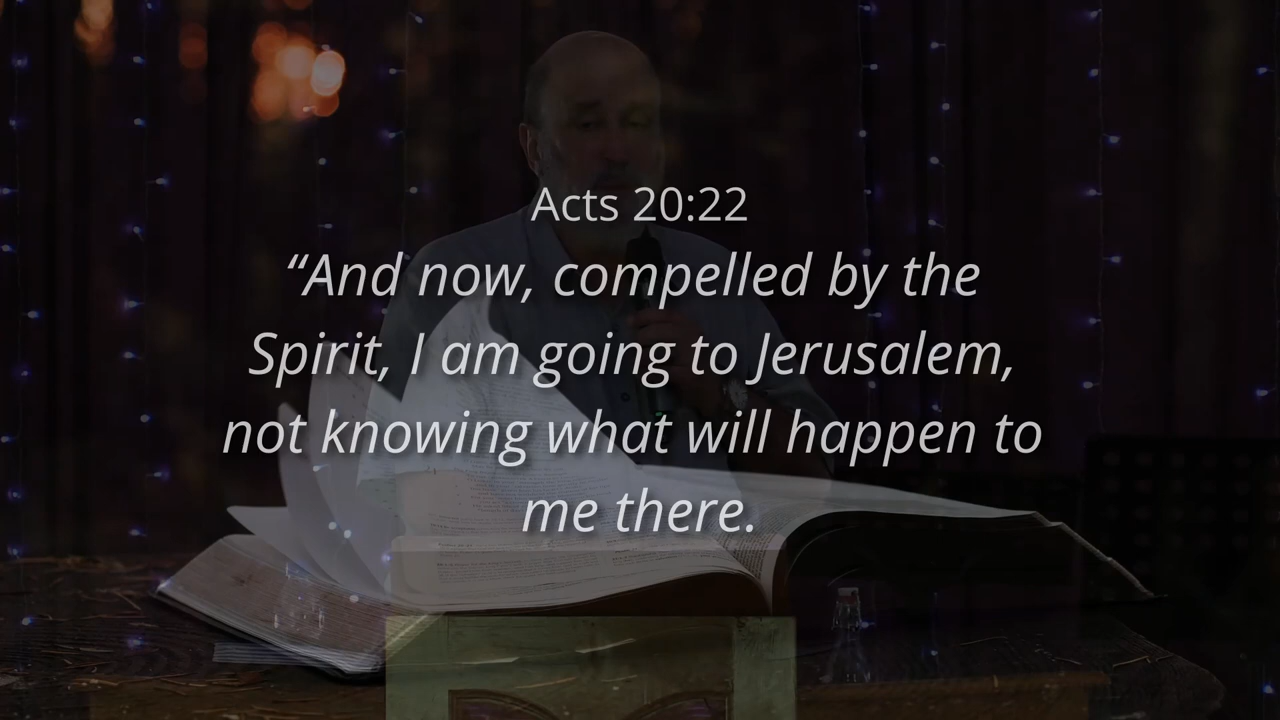 Acts 20:22
“And now, compelled by the
Spirit, I am going to Jerusalem,
not knowing what will happen to
me there.